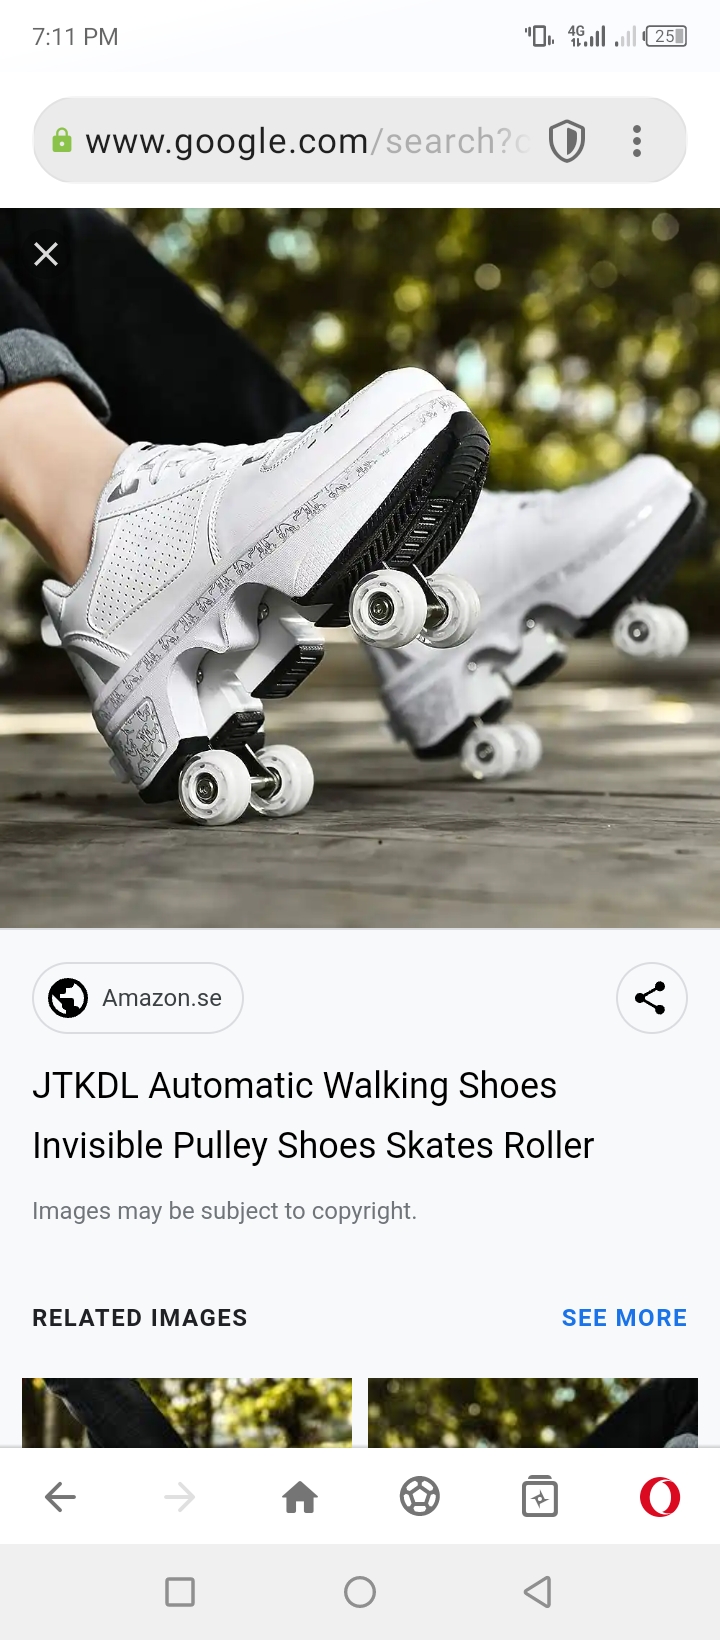 7:11 PM
4G
25
www.google.com/search?
Amazon.se
JTKDL Automatic Walking Shoes
Invisible Pulley Shoes Skates Roller
Images may be subject to copyright.
RELATED IMAGES
SEE MORE